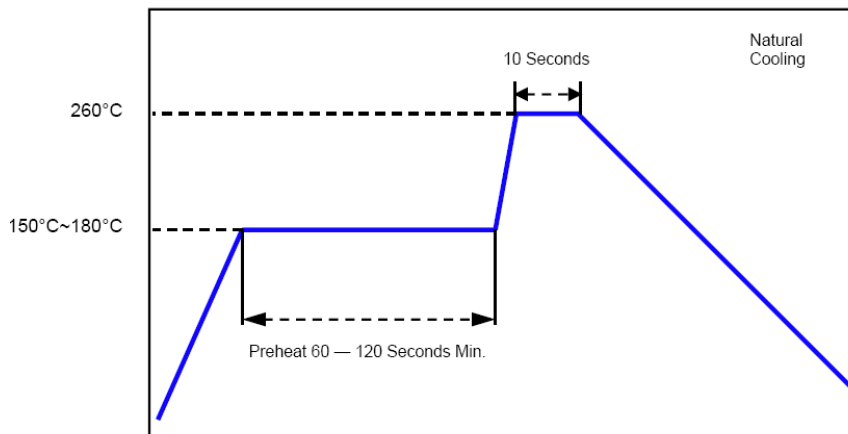 Natural
Cooling
10 Seconds
260°C
150°C~180°C
Preheat 60 — 120 Seconds Min.